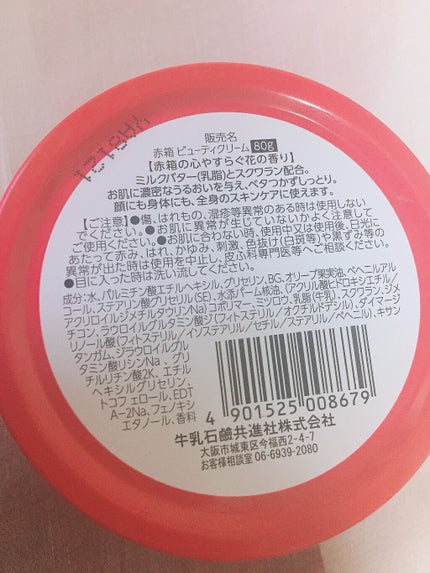 販売名
赤箱 ビューティクリーム 80g
【赤箱の心やすらぐ花の香り】
ミルクバター(乳脂)とスクワラン配合。
お肌に濃密なうるおいを与え、ベタつかずしっとり。
顔にも身体にも、全身のスキンケアに使えます。
【ご注意】●傷、はれもの、湿疹等異常のある時は使用しない
でください。●お肌に異常が生じていないかよく注意して
ご使用ください。●お肌に合わない時、使用中又は使用後、日光に
あたって赤み、はれ、かゆみ、刺激、色抜け(白斑等)や黒ずみ等の
異常が出た時は使用を中止し、皮ふ科専門医等へご相談ください。
●目に入った時は洗い流してください。
成分:水、パルミチン酸エチルヘキシル、グリセリン、BG、オリーブ果実油、ベヘニルアル
コール、ステアリン酸グリセリル(SE)、水添パーム核油、(アクリル酸ヒドロキシエチル/
アクリロイルジメチルタウリンNa)コポリマー、ミツロウ、乳脂(牛乳)、スクワラン、ジメ
チコン、ラウロイルグルタミン酸ジ(フィトステリル/オクチルドデシル)、ダイマージ
リノール酸(フィトステリル/イソステアリル/セチル/ステアリル/ベヘニル)、キサン
タンガム、ジラウロイルグル
タミン酸リシンNa、グリ
チルリチン酸2K、エチル
ヘキシルグリセリン、
トコフェロール、EDT
A-2Na、フェノキシ
エタノール、香料
4 901525 008679
牛乳石鹼共進社株式会社
大阪市城東区今福西2-4-7
お客様相談室 06-6939-2080